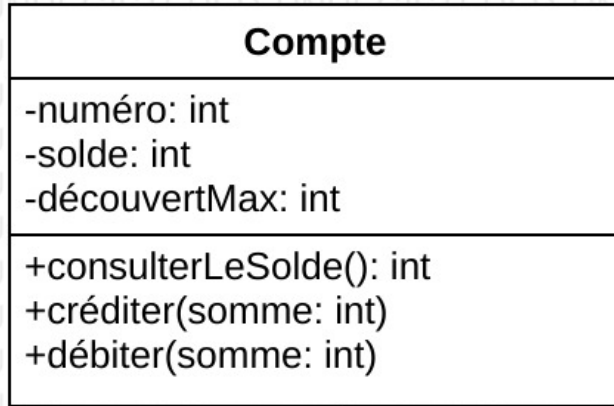 Compte
-numéro: int
-solde: int
-découvertMax: int
+consulterLeSolde(): int
+créditer(somme: int)
+débiter(somme: int)